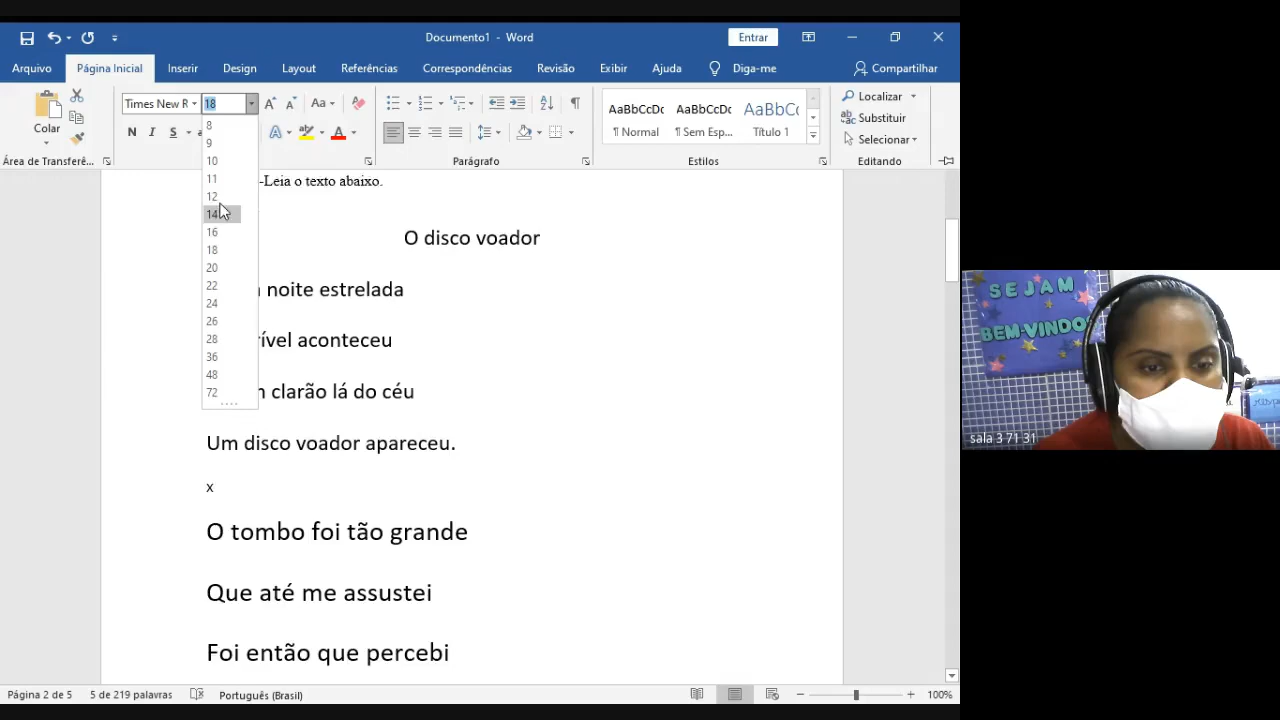 Documento1 - Word
Entrar
Arquivo Página Inicial Inserir Design Layout Referências Correspondências Revisão Exibir Ajuda Diga-me Compartilhar
Colar
Times New R 18
Aa
N I S
A A
AaBbCcDc AaBbCcDc AaBbCc
¶ Normal ¶ Sem Esp... Título 1
Localizar
Substituir
Selecionar
Área de Transferê... Parágrafo Estilos Editando
8
9
10
11
12
14
16
18
20
22
24
26
28
36
48
72
-Leia o texto abaixo.
O disco voador
noite estrelada
rível aconteceu
clarão lá do céu
Um disco voador apareceu.
x
O tombo foi tão grande
Que até me assustei
Foi então que percebi
Página 2 de 5 5 de 219 palavras Português (Brasil) 100%
SEJAM
BEM-VINDOS
sala 3 71 31